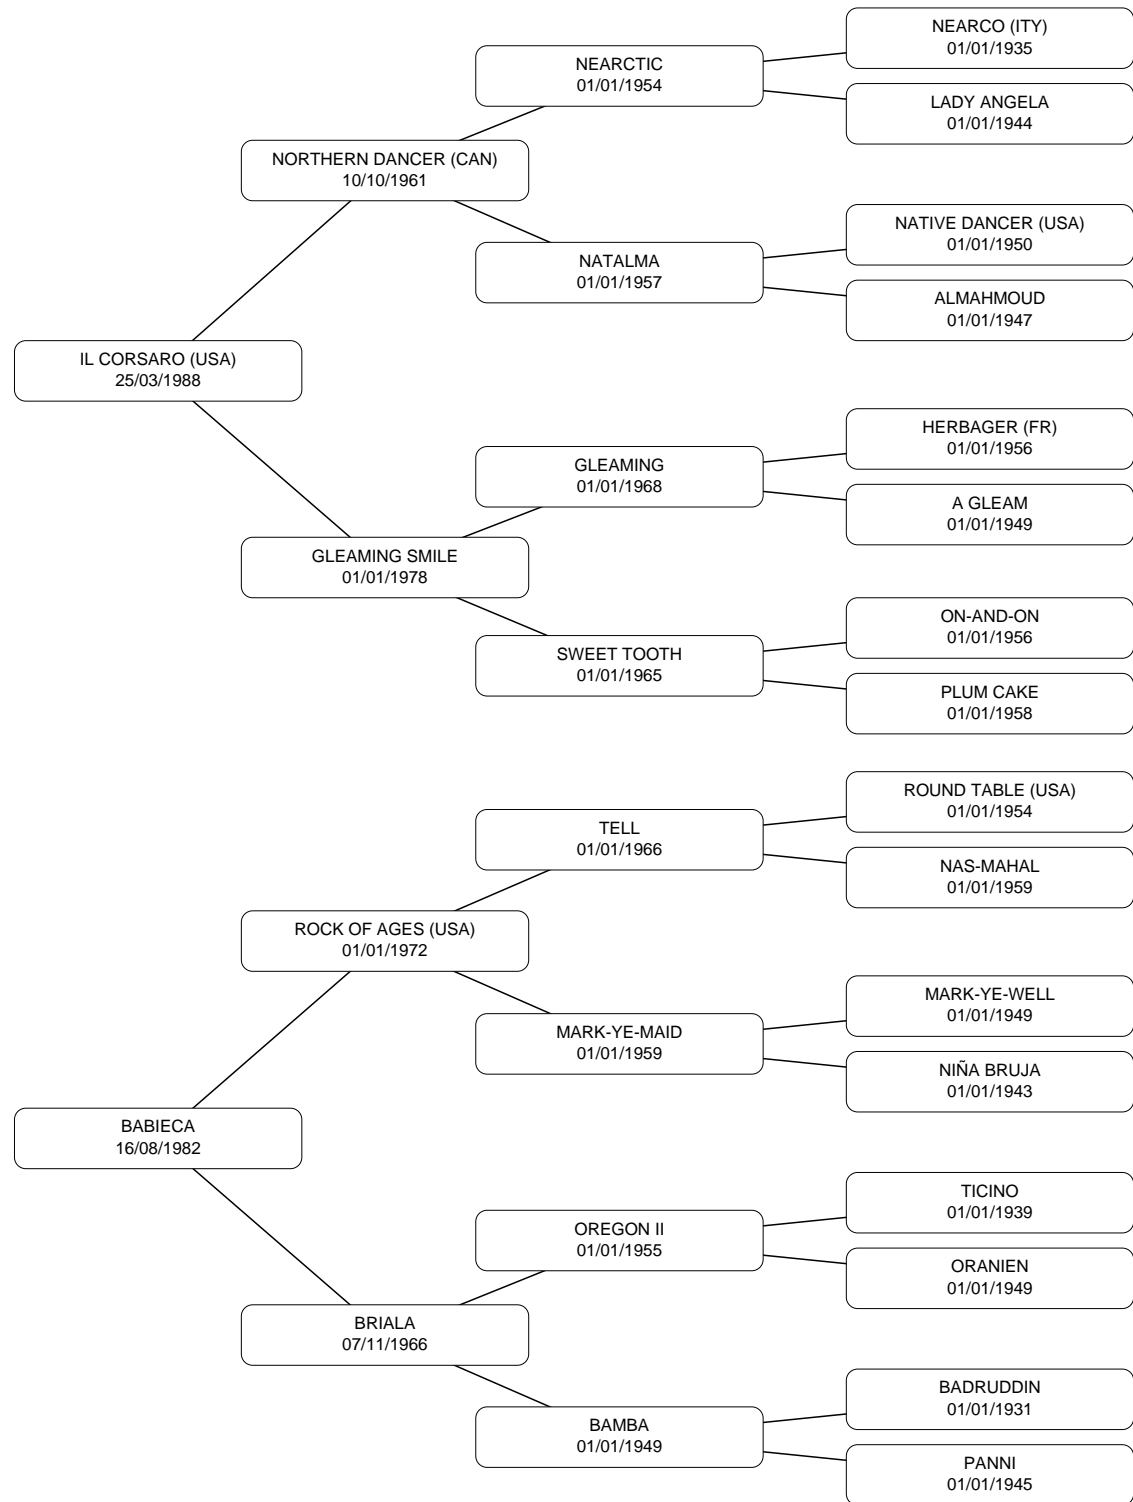 NEARCO (ITY)
01/01/1935
NEARCTIC
01/01/1954
LADY ANGELA
01/01/1944
NORTHERN DANCER (CAN)
10/10/1961
NATIVE DANCER (USA)
01/01/1950
NATALMA
01/01/1957
ALMAHMOUD
01/01/1947
IL CORSARO (USA)
25/03/1988
HERBAGER (FR)
01/01/1956
GLEAMING
01/01/1968
A GLEAM
01/01/1949
GLEAMING SMILE
01/01/1978
ON-AND-ON
01/01/1956
SWEET TOOTH
01/01/1965
PLUM CAKE
01/01/1958
ROUND TABLE (USA)
01/01/1954
TELL
01/01/1966
NAS-MAHAL
01/01/1959
ROCK OF AGES (USA)
01/01/1972
MARK-YE-WELL
01/01/1949
MARK-YE-MAID
01/01/1959
NIÑA BRUJA
01/01/1943
BABIECA
16/08/1982
TICINO
01/01/1939
OREGON II
01/01/1955
ORANIEN
01/01/1949
BRIALA
07/11/1966
BADRUDDIN
01/01/1931
BAMBA
01/01/1949
PANNI
01/01/1945